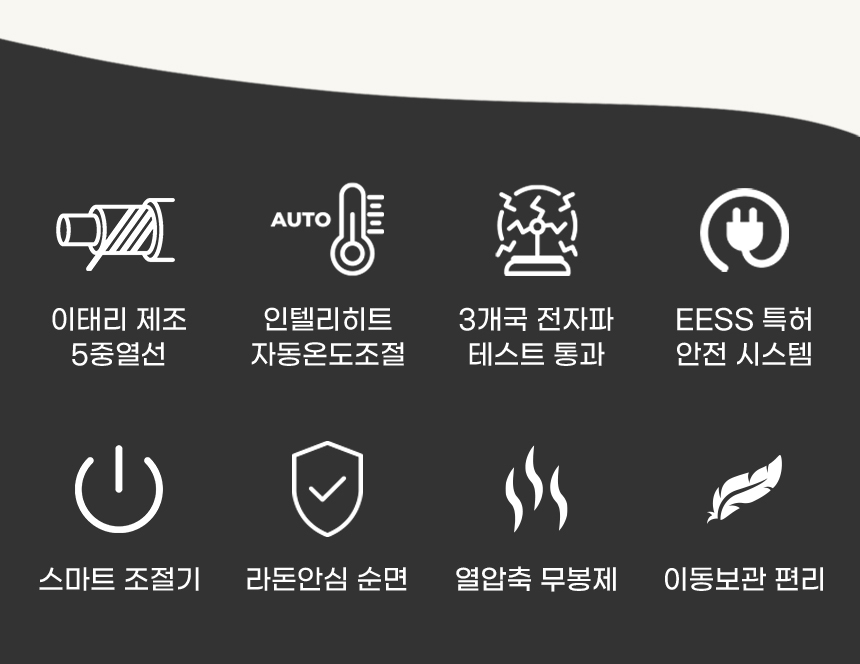 AUTO
이태리 제조
5중열선
인텔리히트
자동온도조절
3개국 전자파
테스트 통과
EESS 특허
안전 시스템
스마트 조절기
라돈안심 순면
열압축 무봉제
이동보관 편리